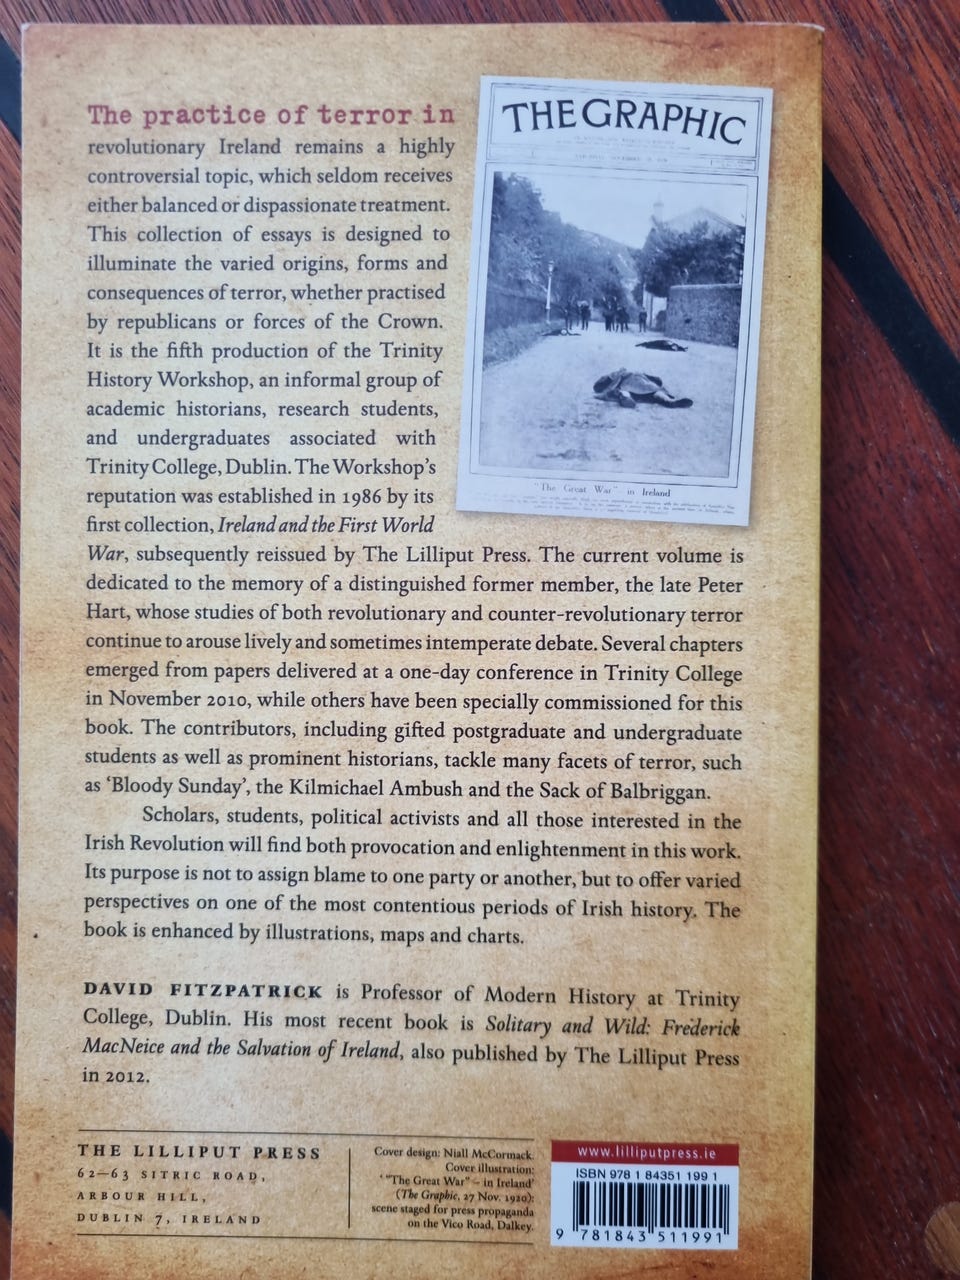 The practice of terror in
revolutionary Ireland remains a highly
controversial topic, which seldom receives
either balanced or dispassionate treatment.
This collection of essays is designed to
illuminate the varied origins, forms and
consequences of terror, whether practised
by republicans or forces of the Crown.
It is the fifth production of the Trinity
History Workshop, an informal group of
academic historians, research students,
and undergraduates associated with
Trinity College, Dublin. The Workshop's
reputation was established in 1986 by its
first collection, Ireland and the First World
War, subsequently reissued by The Lilliput Press. The current volume is
dedicated to the memory of a distinguished former member, the late Peter
Hart, whose studies of both revolutionary and counter-revolutionary terror
continue to arouse lively and sometimes intemperate debate. Several chapters
emerged from papers delivered at a one-day conference in Trinity College
in November 2010, while others have been specially commissioned for this
book. The contributors, including gifted postgraduate and undergraduate
students as well as prominent historians, tackle many facets of terror, such
as 'Bloody Sunday', the Kilmichael Ambush and the Sack of Balbriggan.
Scholars, students, political activists and all those interested in the
Irish Revolution will find both provocation and enlightenment in this work.
Its purpose is not to assign blame to one party or another, but to offer varied
perspectives on one of the most contentious periods of Irish history. The
book is enhanced by illustrations, maps and charts.
THE GRAPHIC
"The Great War" in Ireland
DAVID FITZPATRICK is Professor of Modern History at Trinity
College, Dublin. His most recent book is Solitary and Wild: Frederick
MacNeice and the Salvation of Ireland, also published by The Lilliput Press
in 2012.
THE LILLIPUT PRESS
62–63 SITRIC ROAD,
ARBOUR HILL,
DUBLIN 7, IRELAND
Cover design: Niall McCormack.
Cover illustration:
'"The Great War" – in Ireland'
(The Graphic, 27 Nov. 1920):
scene staged for press propaganda
on the Vico Road, Dalkey.
www.lilliputpress.ie
ISBN 978 1 84351 199 1
9 781843 511991